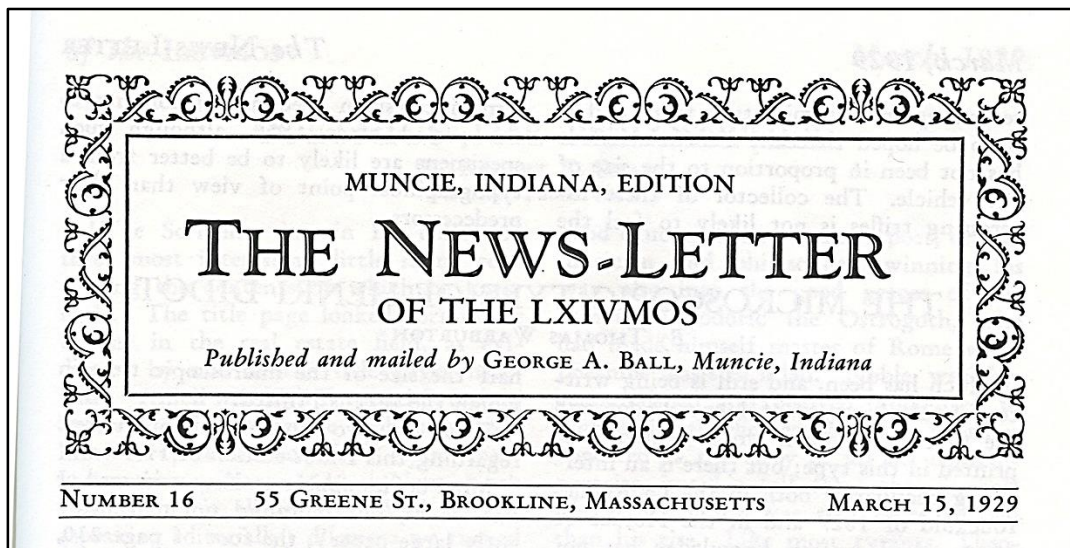 MUNCIE, INDIANA, EDITION
THE NEWS-LETTER
OF THE LXIVMOS
Published and mailed by GEORGE A. BALL, Muncie, Indiana
NUMBER 16 55 GREENE ST., BROOKLINE, MASSACHUSETTS MARCH 15, 1929